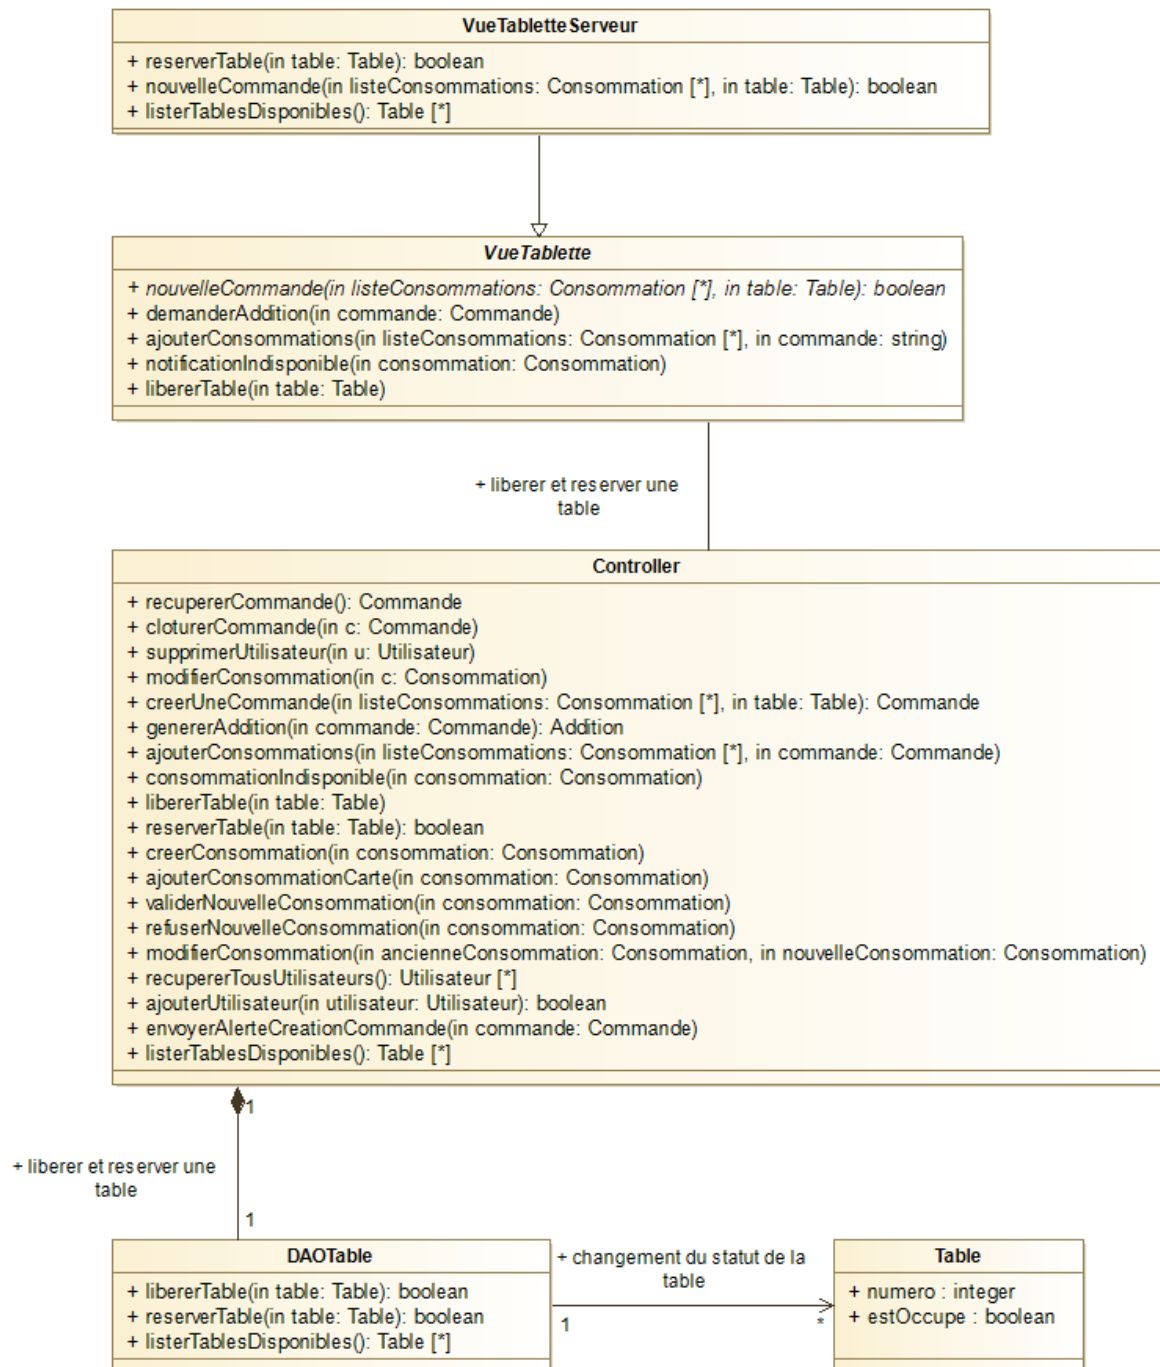 VueTabletteServeur
+ reserverTable(in table: Table): boolean
+ nouvelleCommande(in listeConsommations: Consommation [*], in table: Table): boolean
+ listerTablesDisponibles(): Table [*]
VueTablette
+ nouvelleCommande(in listeConsommations: Consommation [*], in table: Table): boolean
+ demanderAddition(in commande: Commande)
+ ajouterConsommations(in listeConsommations: Consommation [*], in commande: string)
+ notificationIndisponible(in consommation: Consommation)
+ libererTable(in table: Table)
+ liberer et reserver une
table
Controller
+ recupererCommande(): Commande
+ cloturerCommande(in c: Commande)
+ supprimerUtilisateur(in u: Utilisateur)
+ modifierConsommation(in c: Consommation)
+ creerUneCommande(in listeConsommations: Consommation [*], in table: Table): Commande
+ genererAddition(in commande: Commande): Addition
+ ajouterConsommations(in listeConsommations: Consommation [*], in commande: Commande)
+ consommationIndisponible(in consommation: Consommation)
+ libererTable(in table: Table)
+ reserverTable(in table: Table): boolean
+ creerConsommation(in consommation: Consommation)
+ ajouterConsommationCarte(in consommation: Consommation)
+ validerNouvelleConsommation(in consommation: Consommation)
+ refuserNouvelleConsommation(in consommation: Consommation)
+ modifierConsommation(in ancienneConsommation: Consommation, in nouvelleConsommation: Consommation)
+ recupererTousUtilisateurs(): Utilisateur [*]
+ ajouterUtilisateur(in utilisateur: Utilisateur): boolean
+ envoyerAlerteCreationCommande(in commande: Commande)
+ listerTablesDisponibles(): Table [*]
1
+ liberer et reserver une
table
1
DAOTable
+ libererTable(in table: Table): boolean
+ reserverTable(in table: Table): boolean
+ listerTablesDisponibles(): Table [*]
+ changement du statut de la
table
1
*
Table
+ numero : integer
+ estOccupe : boolean